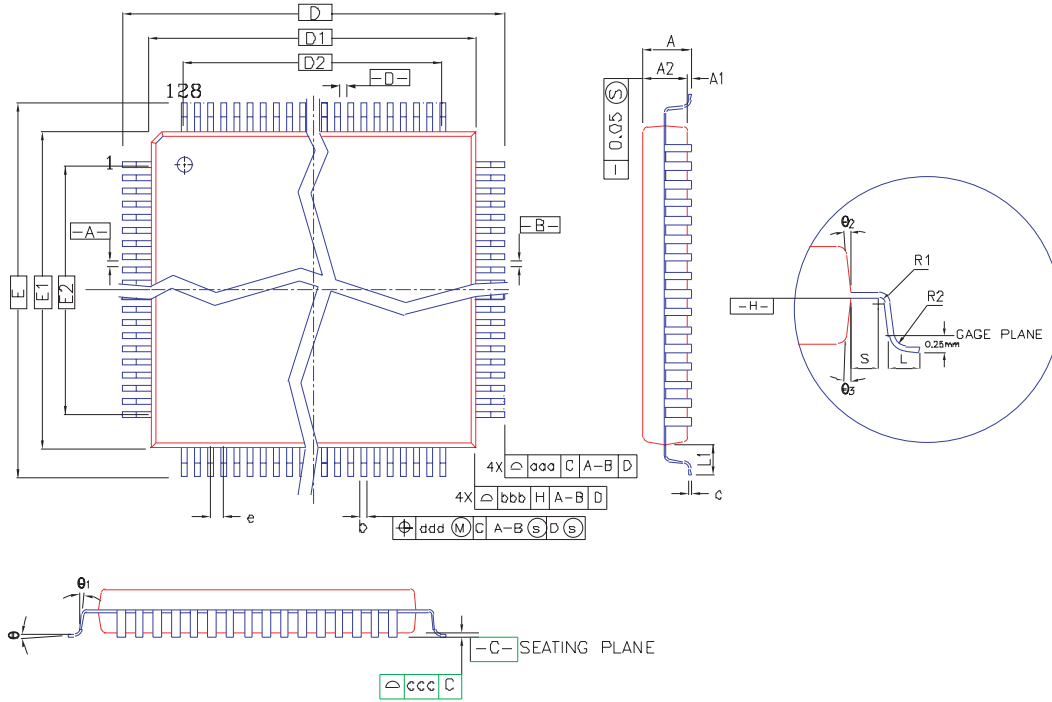 D
D1
D2
-D-
128
1
-A-
-B-
E
E1
E2
e
b
4X aaa C A-B D
4X bbb H A-B D
ddd M C A-B S D S
A
A2
A1
- 0.05 S
L1
c
θ2
R1
R2
-H-
GAGE PLANE
0.25mm
S
L
θ3
θ1
θ
-C- SEATING PLANE
ccc C